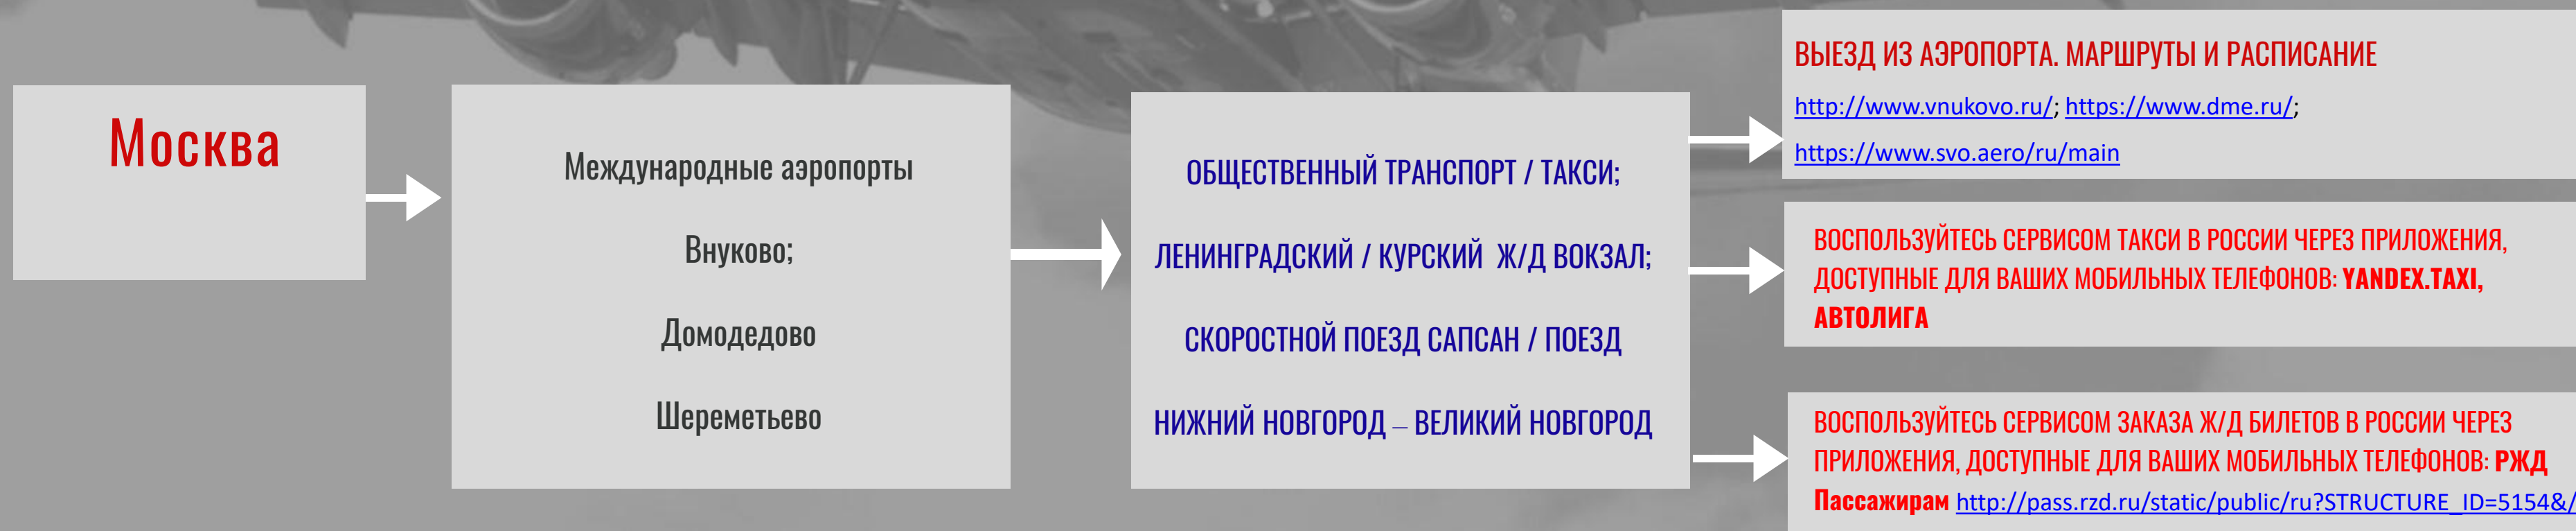 Москва
Международные аэропорты
Внуково;
Домодедово
Шереметьево
ОБЩЕСТВЕННЫЙ ТРАНСПОРТ / ТАКСИ;
ЛЕНИНГРАДСКИЙ / КУРСКИЙ Ж/Д ВОКЗАЛ;
СКОРОСТНОЙ ПОЕЗД САПСАН / ПОЕЗД
НИЖНИЙ НОВГОРОД – ВЕЛИКИЙ НОВГОРОД
ВЫЕЗД ИЗ АЭРОПОРТА. МАРШРУТЫ И РАСПИСАНИЕ
http://www.vnukovo.ru/; https://www.dme.ru/;
https://www.svo.aero/ru/main
ВОСПОЛЬЗУЙТЕСЬ СЕРВИСОМ ТАКСИ В РОССИИ ЧЕРЕЗ ПРИЛОЖЕНИЯ,
ДОСТУПНЫЕ ДЛЯ ВАШИХ МОБИЛЬНЫХ ТЕЛЕФОНОВ: YANDEX.TAXI,
АВТОЛИГА
ВОСПОЛЬЗУЙТЕСЬ СЕРВИСОМ ЗАКАЗА Ж/Д БИЛЕТОВ В РОССИИ ЧЕРЕЗ
ПРИЛОЖЕНИЯ, ДОСТУПНЫЕ ДЛЯ ВАШИХ МОБИЛЬНЫХ ТЕЛЕФОНОВ: РЖД
Пассажирам http://pass.rzd.ru/static/public/ru?STRUCTURE_ID=5154&/